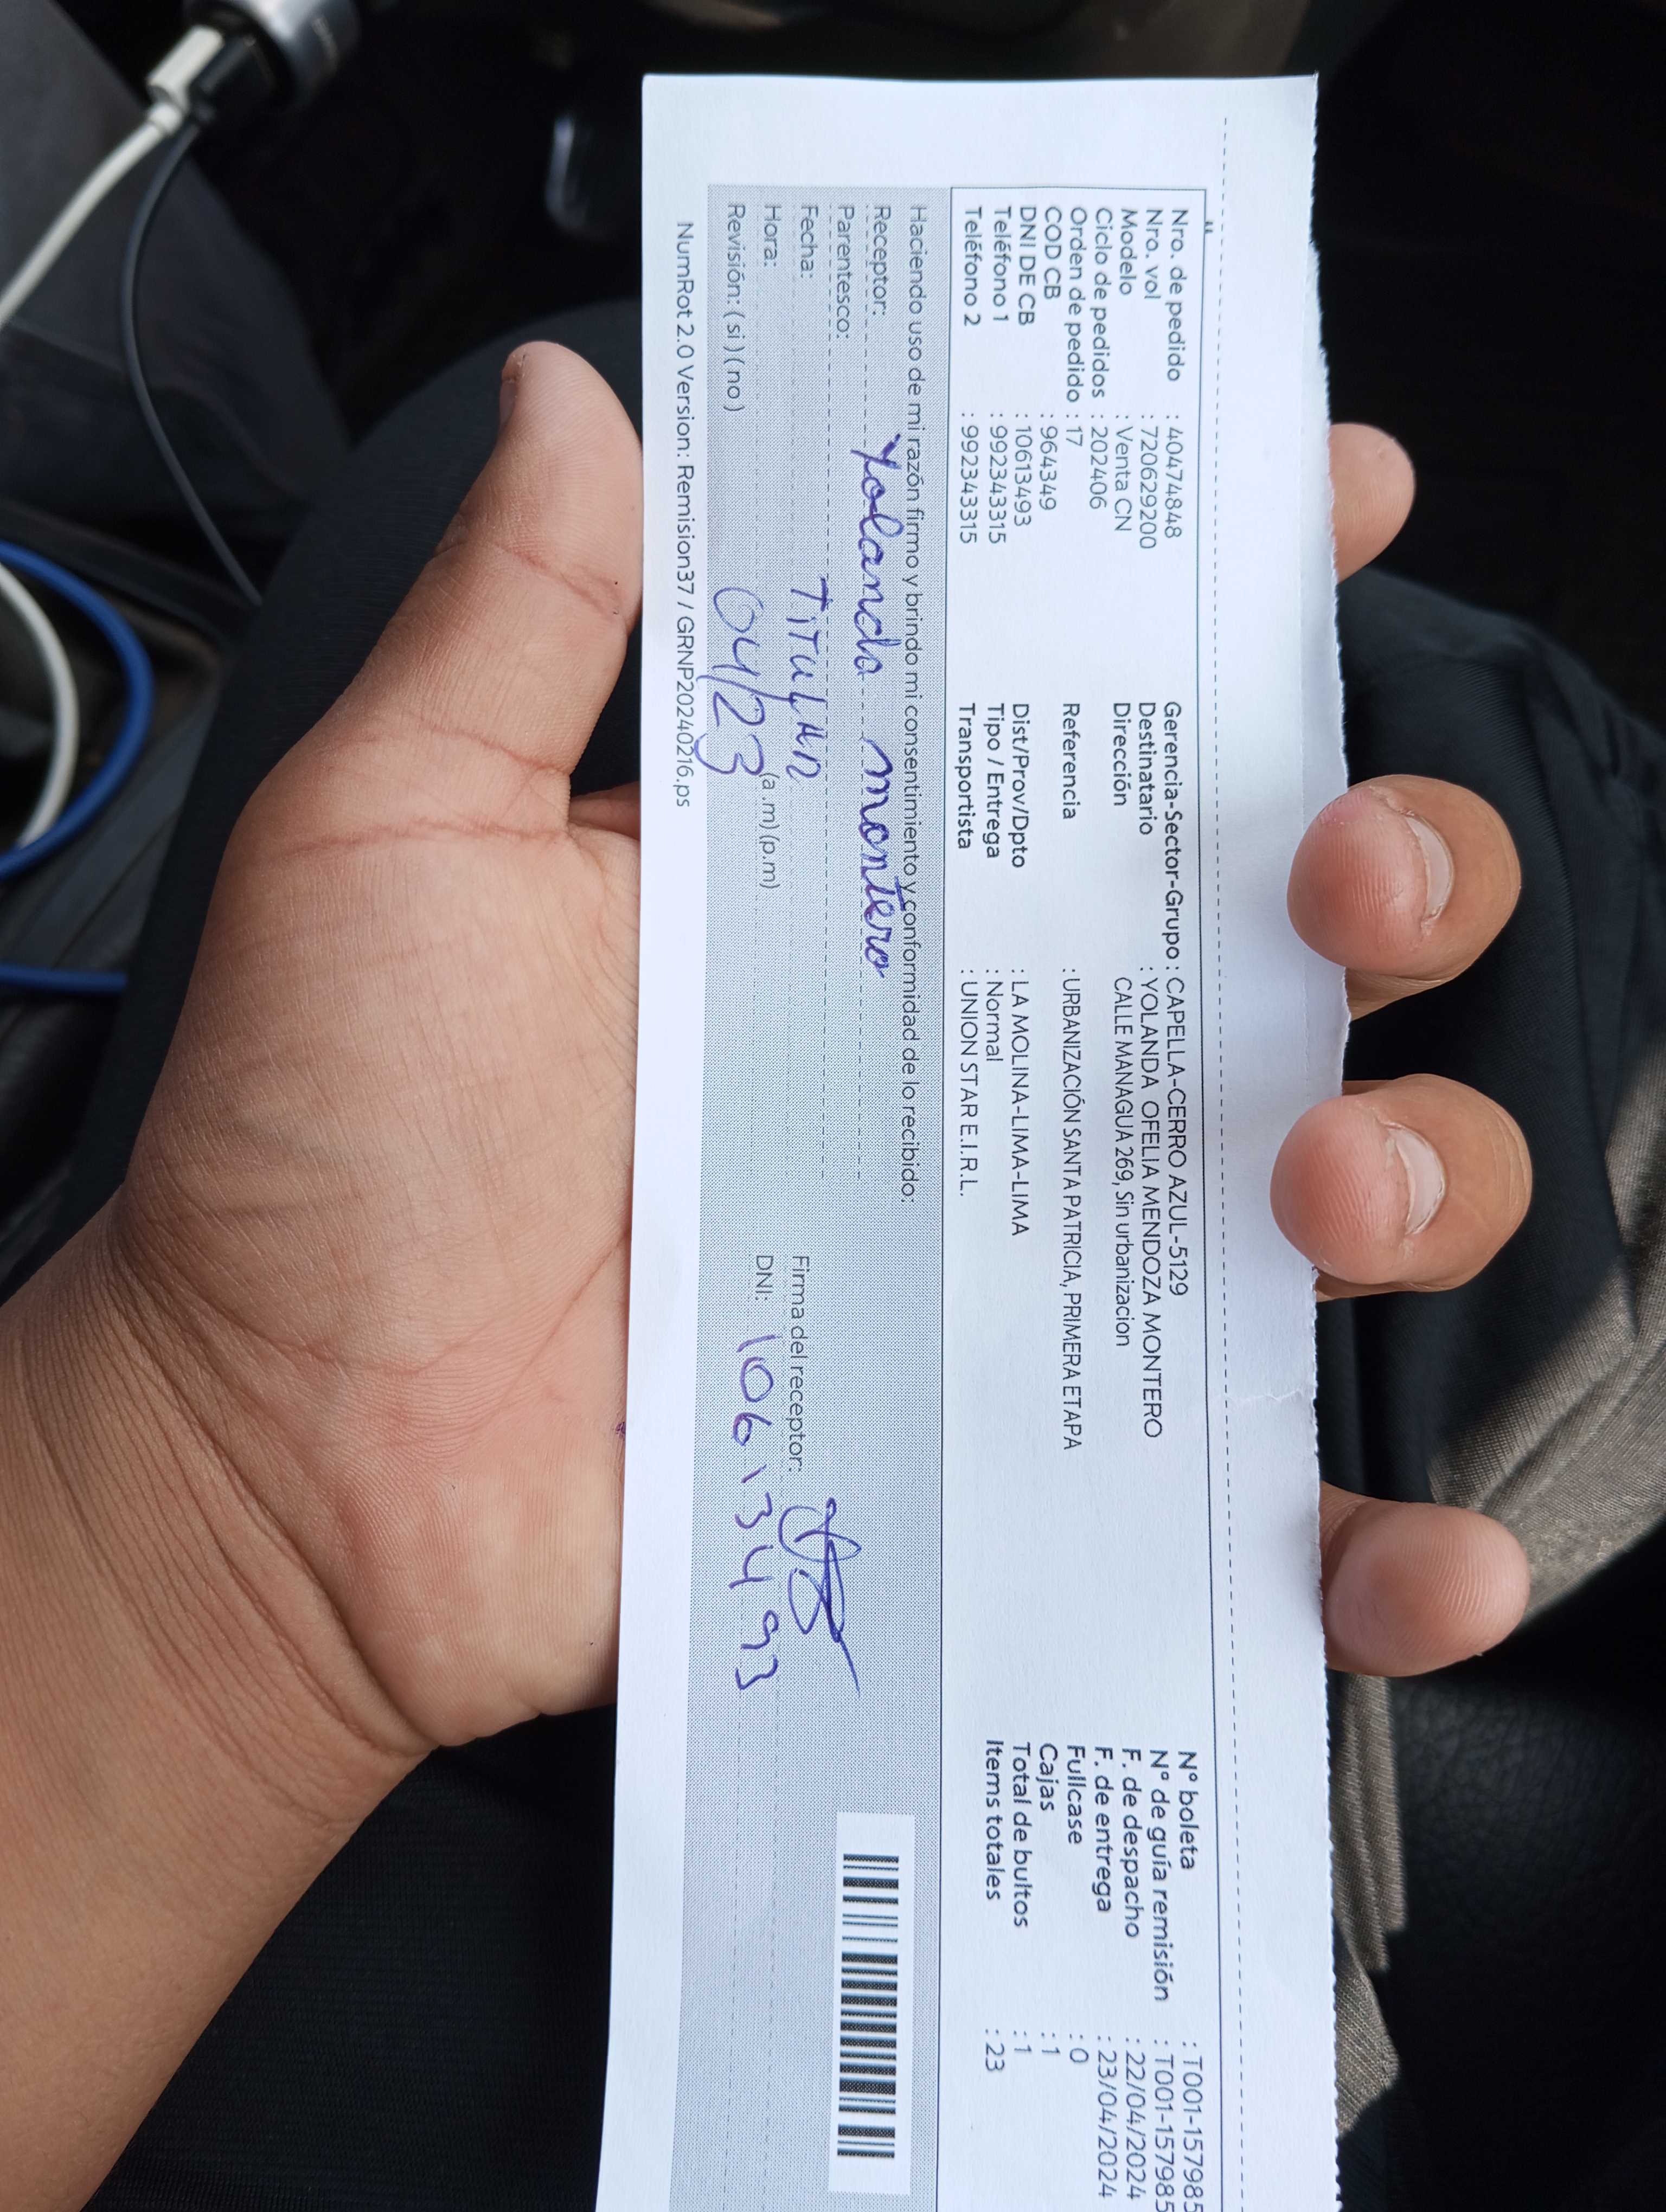 Nro. de pedido : 40474848
Nro. vol : 720629200
Modelo : Venta CN
Ciclo de pedidos : 202406
Orden de pedido : 17
COD CB : 964349
DNI DE CB : 10613493
Teléfono 1 : 992343315
Teléfono 2 : 992343315
Gerencia-Sector-Grupo : CAPELLA-CERRO AZUL-5129
Destinatario : YOLANDA OFELIA MENDOZA MONTERO
Dirección CALLE MANAGUA 269, Sin urbanizacion
Referencia : URBANIZACIÓN SANTA PATRICIA, PRIMERA ETAPA
Dist/Prov/Dpto : LA MOLINA-LIMA-LIMA
Tipo / Entrega : Normal
Transportista : UNION STAR E.I.R.L.
Nº boleta : T001-157985
Nº de guía remisión : T001-157985
F. de despacho : 22/04/2024
F. de entrega : 23/04/2024
Fullcase : 0
Cajas : 1
Total de bultos : 1
Items totales : 23
Haciendo uso de mi razón firmo y brindo mi consentimiento y conformidad de lo recibido:
Receptor: Yolanda montero
Parentesco: TiTuLAR
Fecha: 04/23
Hora: (a.m) (p.m)
Revisión: ( si ) ( no )
Firma del receptor:
DNI: 10613493
NumRot 2.0 Version: Remision37 / GRNP20240216.ps